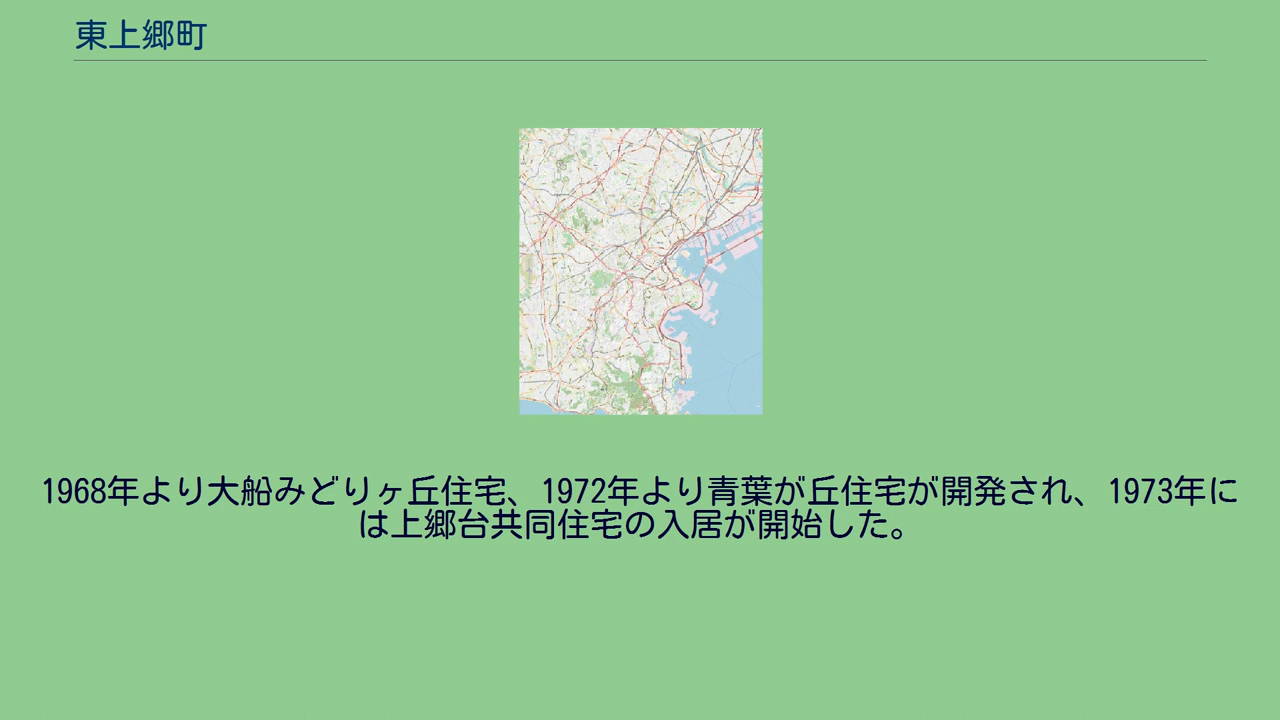 東上郷町
1968年より大船みどりヶ丘住宅、1972年より青葉が丘住宅が開発され、1973年に
は上郷台共同住宅の入居が開始した。